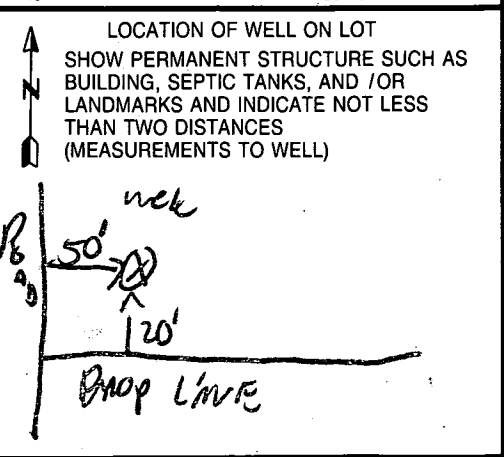 LOCATION OF WELL ON LOT
SHOW PERMANENT STRUCTURE SUCH AS
BUILDING, SEPTIC TANKS, AND /OR
LANDMARKS AND INDICATE NOT LESS
THAN TWO DISTANCES
(MEASUREMENTS TO WELL)
N
well
ROAD
50'
20'
Prop LiNE